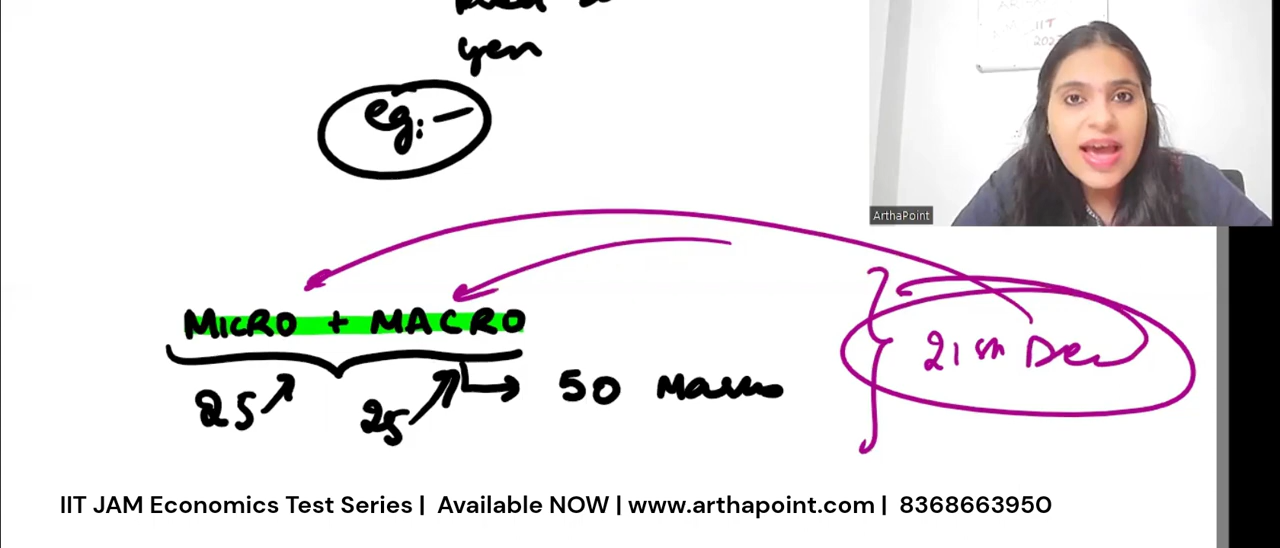 yen
eg:-
IIT
ArthaPoint
MICRO + MACRO
25 25 → 50 Marks
21st Dec
IIT JAM Economics Test Series | Available NOW | www.arthapoint.com | 8368663950